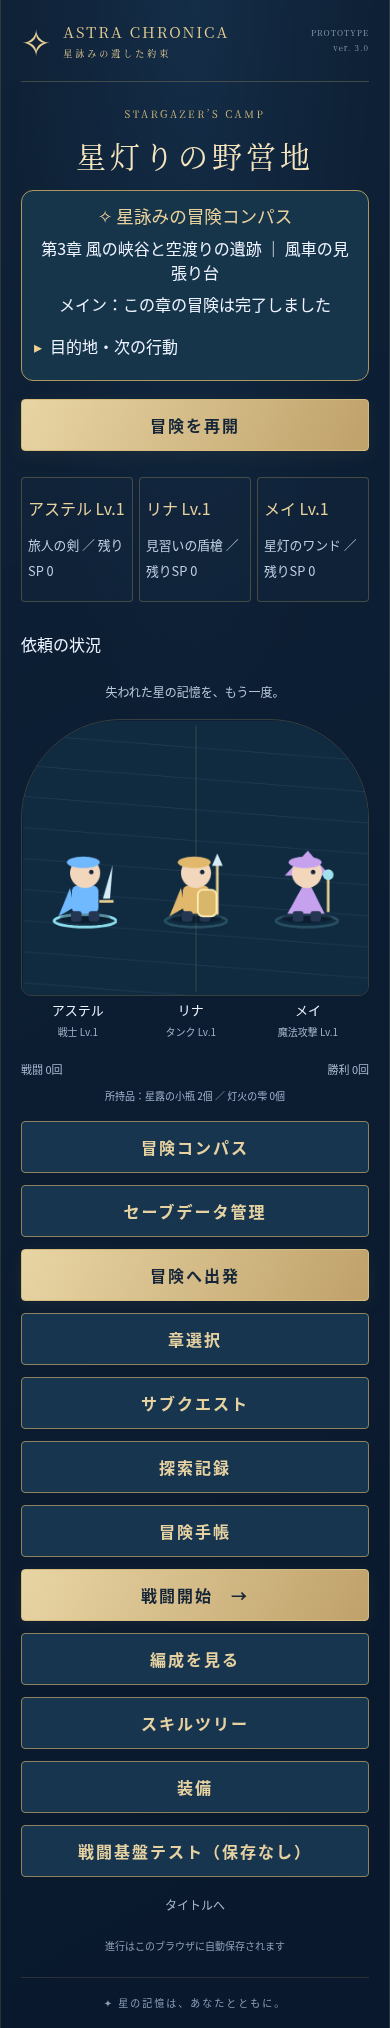 ASTRA CHRONICA
星詠みの遺した約束
PROTOTYPE
ver. 3.0
STARGAZER'S CAMP
星灯りの野営地
✧ 星詠みの冒険コンパス
第3章 風の峡谷と空渡りの遺跡 ｜ 風車の見
張り台
メイン：この章の冒険は完了しました
▸ 目的地・次の行動
冒険を再開
アステル Lv.1
旅人の剣 ／ 残り
SP 0
リナ Lv.1
見習いの盾槍 ／
残りSP 0
メイ Lv.1
星灯のワンド ／
残りSP 0
依頼の状況
失われた星の記憶を、もう一度。
アステル
戦士 Lv.1
リナ
タンク Lv.1
メイ
魔法攻撃 Lv.1
戦闘 0回
勝利 0回
所持品：星露の小瓶 2個 ／ 灯火の雫 0個
冒険コンパス
セーブデータ管理
冒険へ出発
章選択
サブクエスト
探索記録
冒険手帳
戦闘開始　→
編成を見る
スキルツリー
装備
戦闘基盤テスト（保存なし）
タイトルへ
進行はこのブラウザに自動保存されます
✦ 星の記憶は、あなたとともに。